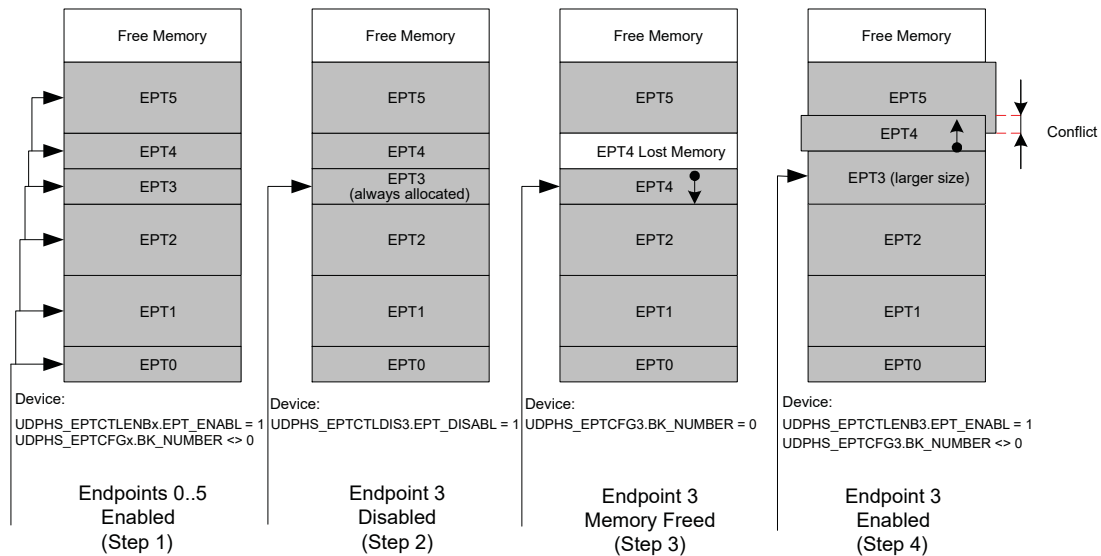 Free Memory
EPT5
EPT4
EPT3
EPT2
EPT1
EPT0
Device:
UDPHS_EPTCTLENBx.EPT_ENABL = 1
UDPHS_EPTCFGx.BK_NUMBER <> 0
Endpoints 0..5
Enabled
(Step 1)
Free Memory
EPT5
EPT4
EPT3
(always allocated)
EPT2
EPT1
EPT0
Device:
UDPHS_EPTCTLDIS3.EPT_DISABL = 1
Endpoint 3
Disabled
(Step 2)
Free Memory
EPT5
EPT4 Lost Memory
EPT4
EPT2
EPT1
EPT0
Device:
UDPHS_EPTCFG3.BK_NUMBER = 0
Endpoint 3
Memory Freed
(Step 3)
Free Memory
EPT5
EPT4
Conflict
EPT3 (larger size)
EPT2
EPT1
EPT0
Device:
UDPHS_EPTCTLENB3.EPT_ENABL = 1
UDPHS_EPTCFG3.BK_NUMBER <> 0
Endpoint 3
Enabled
(Step 4)